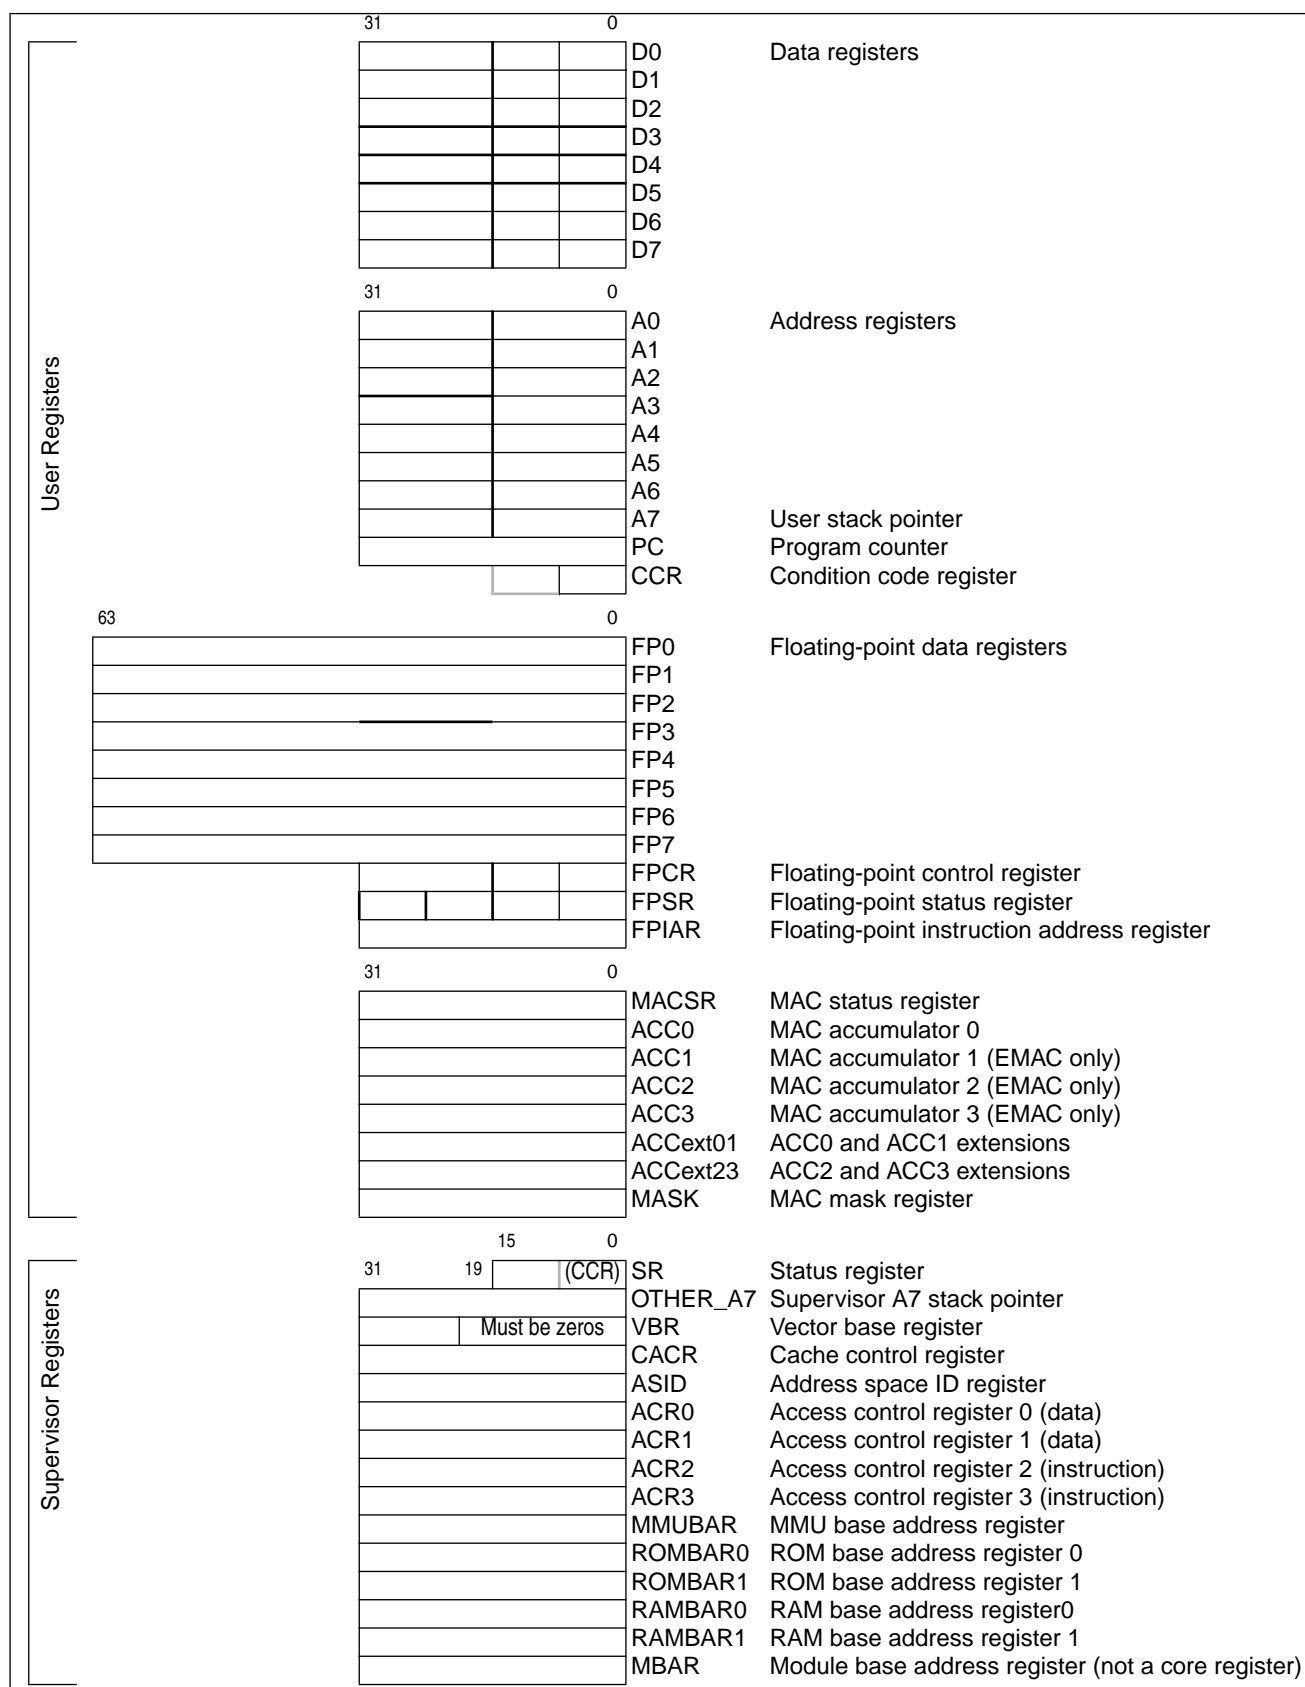 31 0
D0 Data registers
D1
D2
D3
D4
D5
D6
D7
31 0
A0 Address registers
A1
A2
A3
A4
A5
A6
A7 User stack pointer
PC Program counter
CCR Condition code register
User Registers
63 0
FP0 Floating-point data registers
FP1
FP2
FP3
FP4
FP5
FP6
FP7
FPCR Floating-point control register
FPSR Floating-point status register
FPIAR Floating-point instruction address register
31 0
MACSR MAC status register
ACC0 MAC accumulator 0
ACC1 MAC accumulator 1 (EMAC only)
ACC2 MAC accumulator 2 (EMAC only)
ACC3 MAC accumulator 3 (EMAC only)
ACCext01 ACC0 and ACC1 extensions
ACCext23 ACC2 and ACC3 extensions
MASK MAC mask register
15 0
31 19 (CCR) SR Status register
OTHER_A7 Supervisor A7 stack pointer
Must be zeros VBR Vector base register
CACR Cache control register
ASID Address space ID register
ACR0 Access control register 0 (data)
ACR1 Access control register 1 (data)
ACR2 Access control register 2 (instruction)
ACR3 Access control register 3 (instruction)
MMUBAR MMU base address register
ROMBAR0 ROM base address register 0
ROMBAR1 ROM base address register 1
RAMBAR0 RAM base address register0
RAMBAR1 RAM base address register 1
MBAR Module base address register (not a core register)
Supervisor Registers